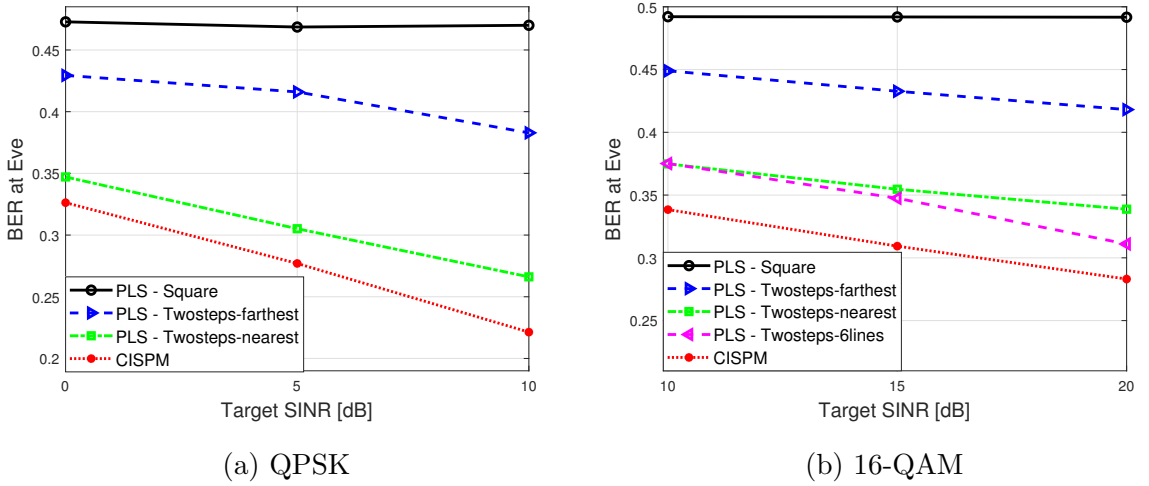 BER at Eve
0.45
0.4
0.35
0.3
0.25
0.2
PLS - Square
PLS - Twosteps-farthest
PLS - Twosteps-nearest
CISPM
0
5
10
Target SINR [dB]
(a) QPSK
BER at Eve
0.5
0.45
0.4
0.35
0.3
0.25
PLS - Square
PLS - Twosteps-farthest
PLS - Twosteps-nearest
PLS - Twosteps-6lines
CISPM
10
15
20
Target SINR [dB]
(b) 16-QAM